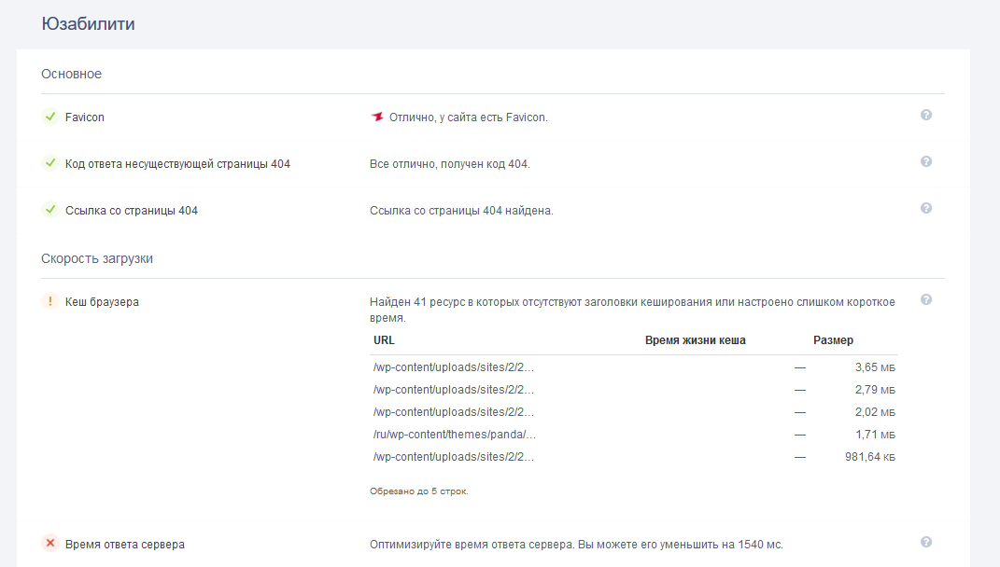 Юзабилити
Основное
Favicon
Отлично, у сайта есть Favicon.
?
Код ответа несуществующей страницы 404
Все отлично, получен код 404.
?
Ссылка со страницы 404
Ссылка со страницы 404 найдена.
?
Скорость загрузки
!
Кеш браузера
Найден 41 ресурс в которых отсутствуют заголовки кеширования или настроено слишком короткое
время.
?
URL Время жизни кеша Размер
/wp-content/uploads/sites/2/2... — 3,65 МБ
/wp-content/uploads/sites/2/2... — 2,79 МБ
/wp-content/uploads/sites/2/2... — 2,02 МБ
/ru/wp-content/themes/panda/... — 1,71 МБ
/wp-content/uploads/sites/2/2... — 981,64 КБ
Обрезано до 5 строк.
Время ответа сервера
Оптимизируйте время ответа сервера. Вы можете его уменьшить на 1540 мс.
?